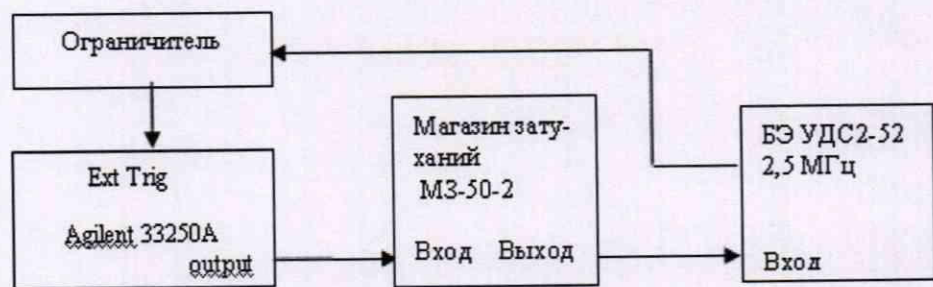 Ограничитель
Ext Trig
Agilent 33250A
output
Магазин зату-
ханий
МЗ-50-2
Вход Выход
БЭ УДС2-52
2,5 МГц
Вход